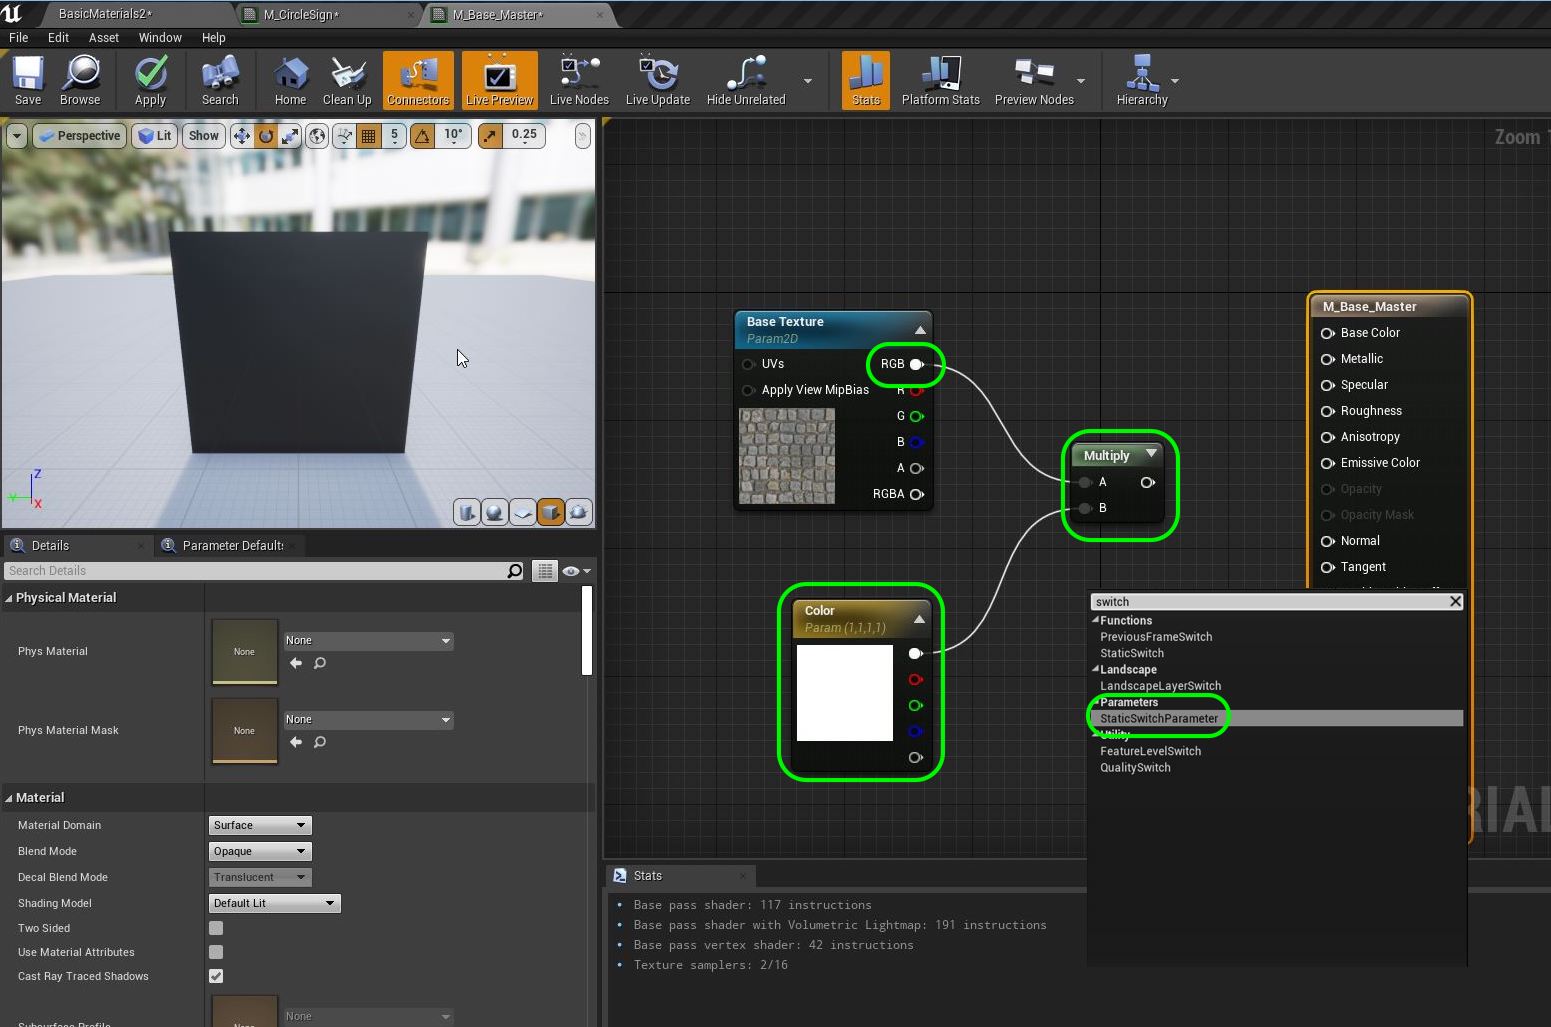 BasicMaterials2*
M_CircleSign*
M_Base_Master*
File Edit Asset Window Help
Save Browse Apply Search Home Clean Up Connectors Live Preview Live Nodes Live Update Hide Unrelated Stats Platform Stats Preview Nodes Hierarchy
Perspective Lit Show 5 10° 0.25
Zoom
Z
Y
X
Base Texture
Param2D
UVs
RGB
Apply View MipBias
R
G
B
A
RGBA
Multiply
A
B
Color
Param (1,1,1,1)
M_Base_Master
Base Color
Metallic
Specular
Roughness
Anisotropy
Emissive Color
Opacity
Opacity Mask
Normal
Tangent
switch
Functions
PreviousFrameSwitch
StaticSwitch
Landscape
LandscapeLayerSwitch
Parameters
StaticSwitchParameter
Utility
FeatureLevelSwitch
QualitySwitch
RIAL
Details
Parameter Defaults
Search Details
Physical Material
Phys Material
None
None
Phys Material Mask
None
None
Material
Material Domain
Surface
Blend Mode
Opaque
Decal Blend Mode
Translucent
Shading Model
Default Lit
Two Sided
Use Material Attributes
Cast Ray Traced Shadows
Subsurface Profile
None
None
Stats
Base pass shader: 117 instructions
Base pass shader with Volumetric Lightmap: 191 instructions
Base pass vertex shader: 42 instructions
Texture samplers: 2/16